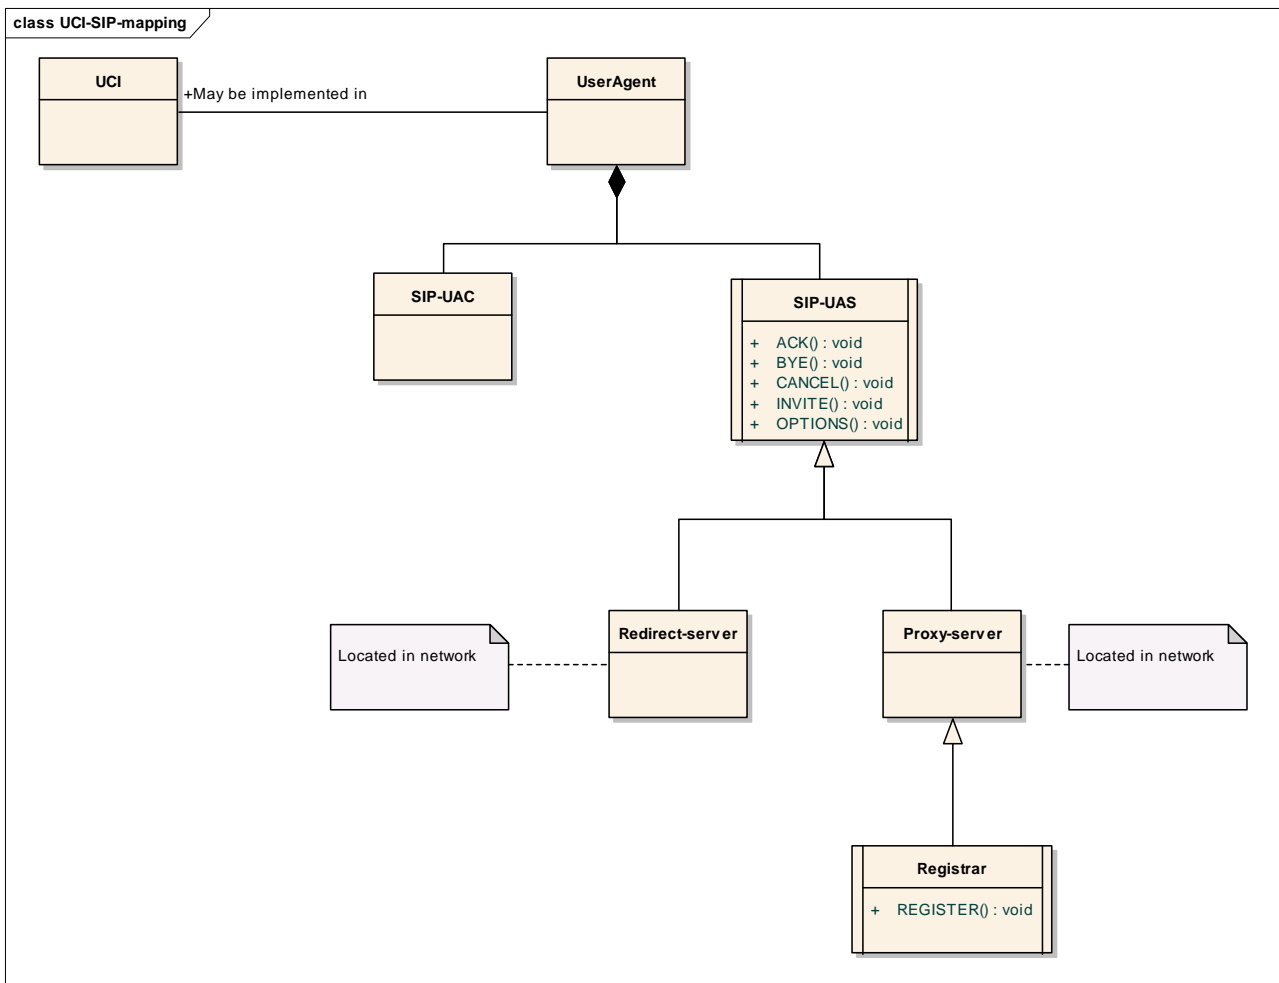 class UCI-SIP-mapping
UCI
+May be implemented in
UserAgent
SIP-UAC
SIP-UAS
+ ACK() : void
+ BYE() : void
+ CANCEL() : void
+ INVITE() : void
+ OPTIONS() : void
Located in network
Redirect-server
Proxy-server
Located in network
Registrar
+ REGISTER() : void